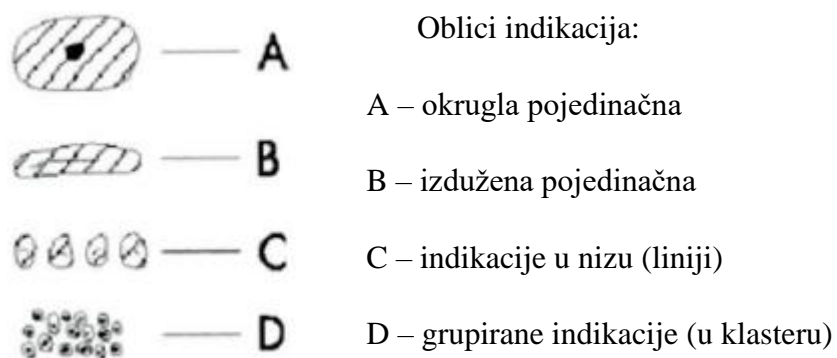 Oblici indikacija:
A
A – okrugla pojedinačna
B
B – izdužena pojedinačna
C
C – indikacije u nizu (liniji)
D
D – grupirane indikacije (u klasteru)